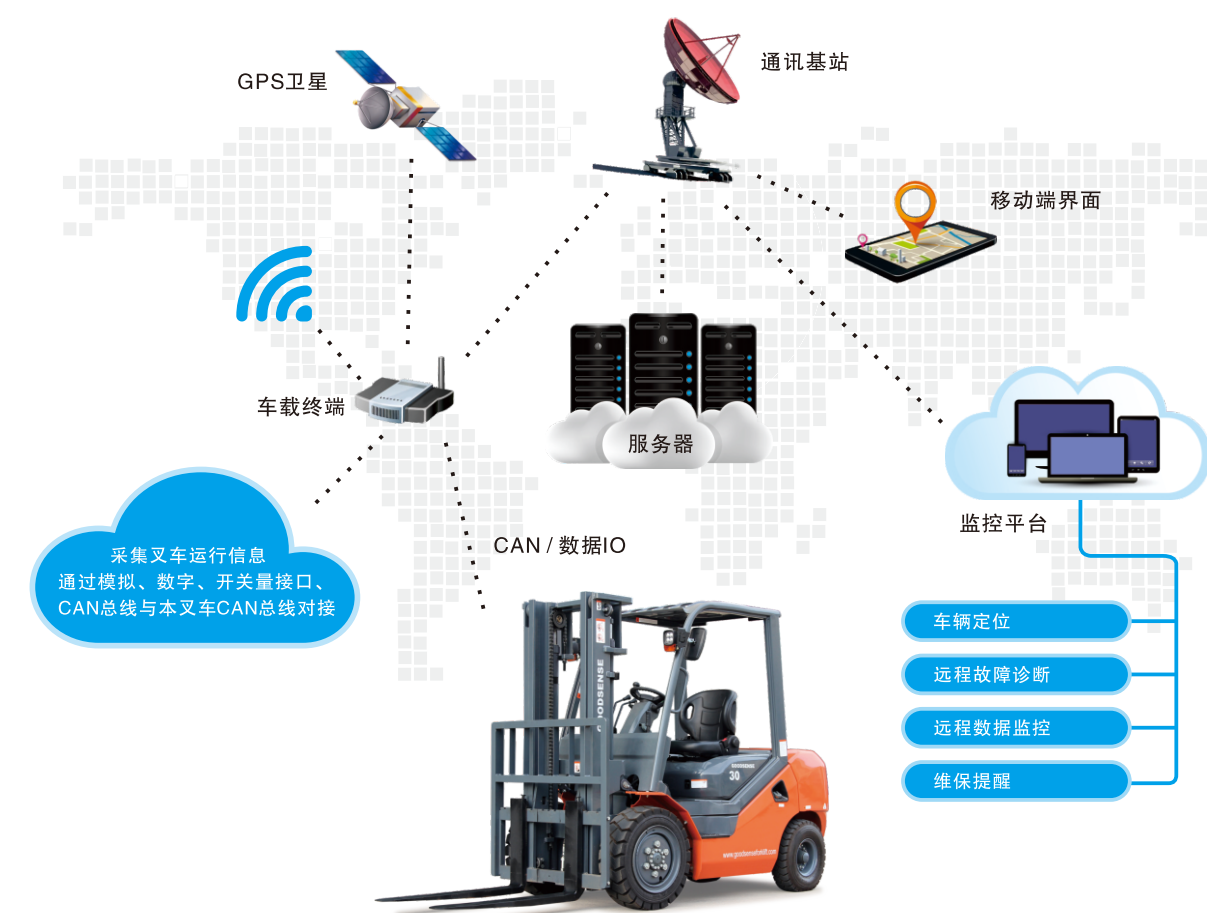 GPS卫星
通讯基站
移动端界面
车载终端
服务器
监控平台
采集叉车运行信息
通过模拟、数字、开关量接口、
CAN总线与本叉车CAN总线对接
CAN / 数据IO
车辆定位
远程故障诊断
远程数据监控
维保提醒
GOODSENSE
GOODSENSE
30
www.goodsenseforklift.com